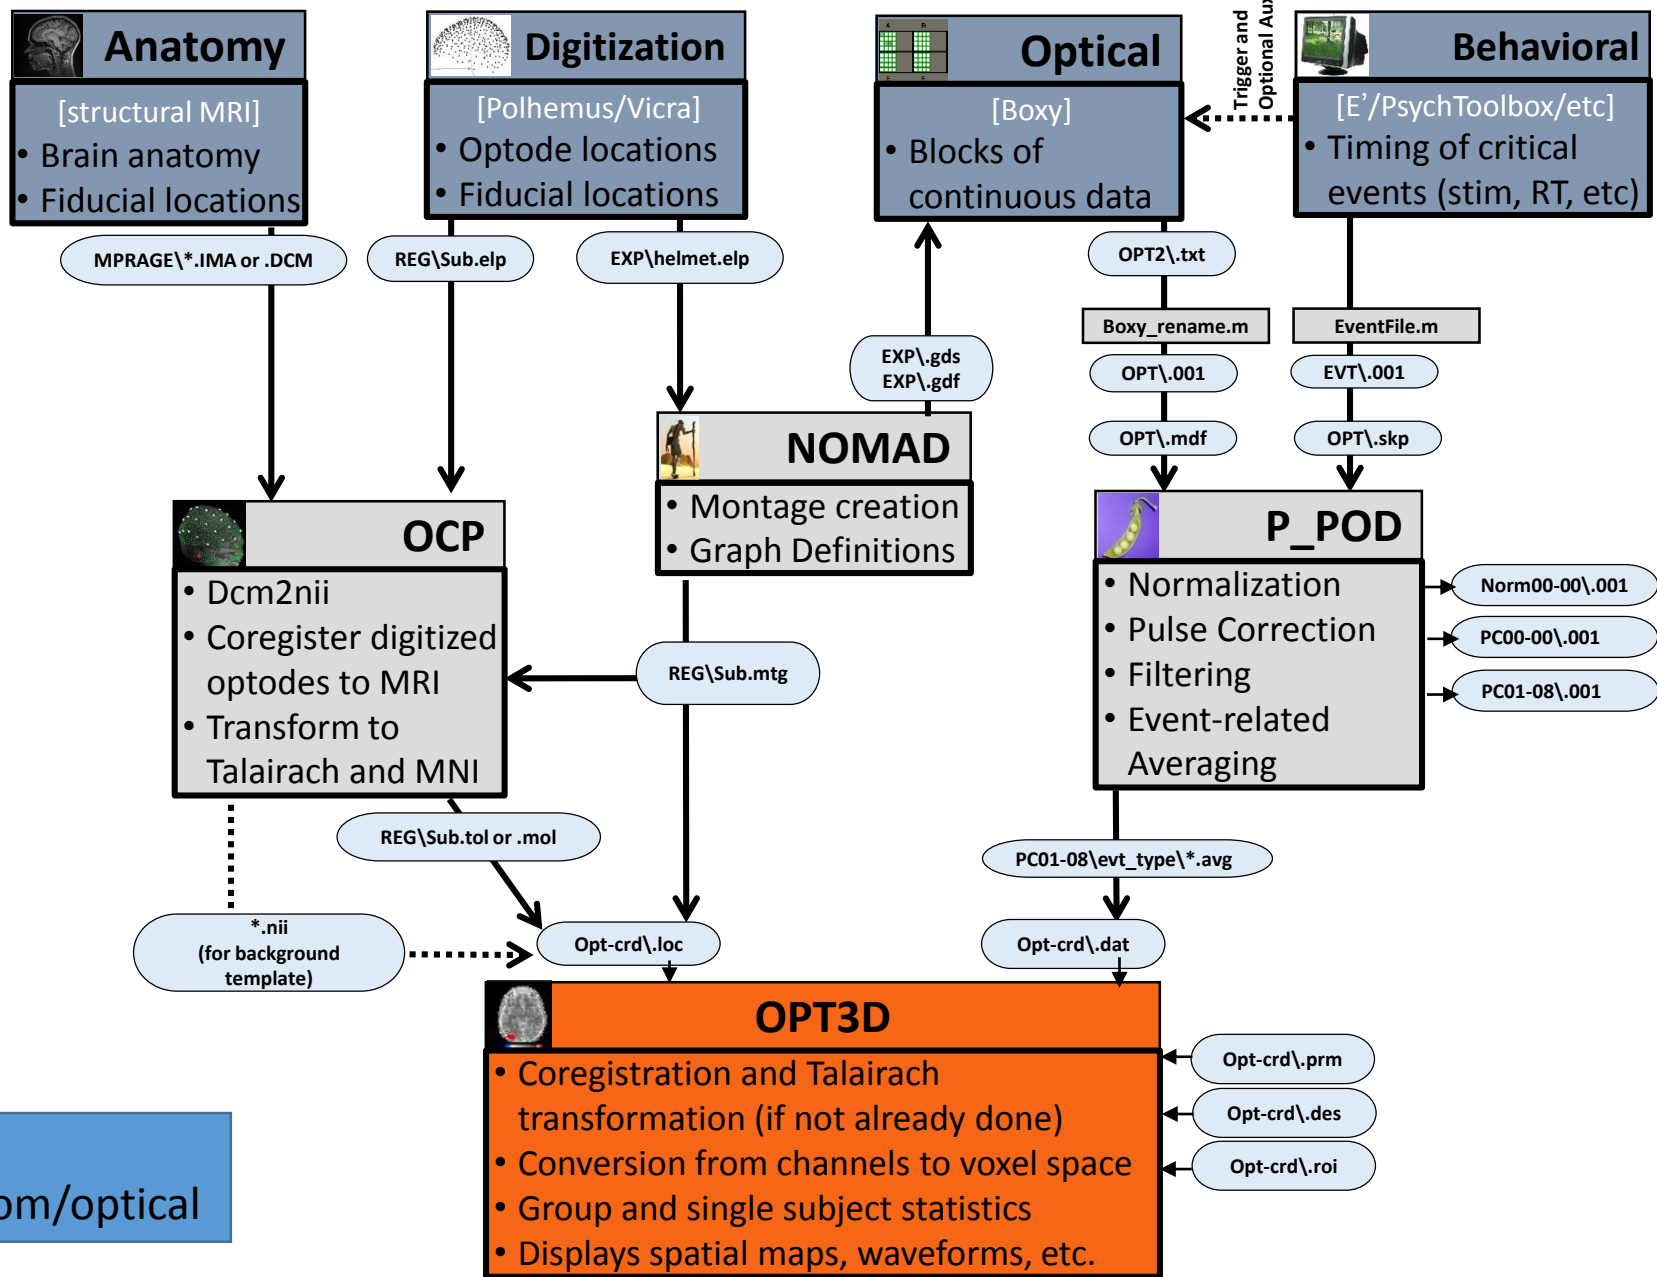 Anatomy
[structural MRI]
• Brain anatomy
• Fiducial locations
Digitization
[Polhemus/Vicra]
• Optode locations
• Fiducial locations
Optical
[Boxy]
• Blocks of
continuous data
Trigger and
Optional Aux
Behavioral
[E'/PsychToolbox/etc]
• Timing of critical
events (stim, RT, etc)
MPRAGE\*.IMA or .DCM
REG\Sub.elp
EXP\helmet.elp
OPT2\.txt
Boxy_rename.m
EventFile.m
EXP\.gds
EXP\.gdf
OPT\.001
EVT\.001
OPT\.mdf
OPT\.skp
NOMAD
• Montage creation
• Graph Definitions
OCP
• Dcm2nii
• Coregister digitized
optodes to MRI
• Transform to
Talairach and MNI
P_POD
• Normalization
• Pulse Correction
• Filtering
• Event-related
Averaging
Norm00-00\.001
PC00-00\.001
PC01-08\.001
REG\Sub.mtg
REG\Sub.tol or .mol
PC01-08\evt_type\*.avg
*.nii
(for background
template)
Opt-crd\.loc
Opt-crd\.dat
OPT3D
• Coregistration and Talairach
transformation (if not already done)
• Conversion from channels to voxel space
• Group and single subject statistics
• Displays spatial maps, waveforms, etc.
Opt-crd\.prm
Opt-crd\.des
Opt-crd\.roi
om/optical